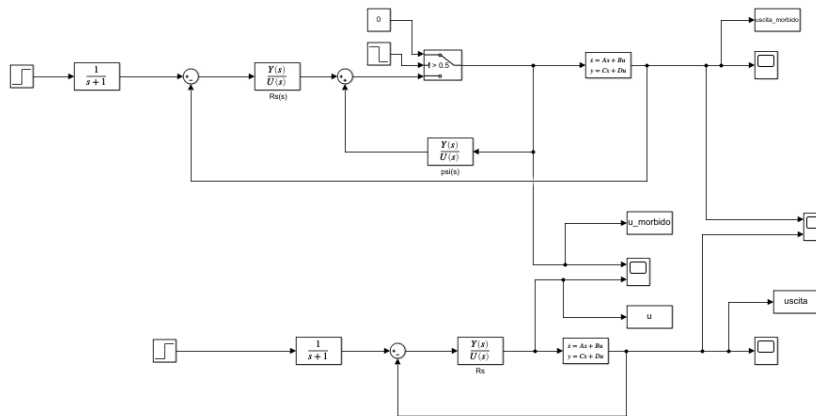 0
uscita_morbido
1
s + 1
+
-
Y(s)
U(s)
Rs(s)
+
+
> 0.5
ẋ = Ax + Bu
y = Cx + Du
Y(s)
U(s)
psi(s)
u_morbido
uscita
u
1
s + 1
+
-
Y(s)
U(s)
Rs
ẋ = Ax + Bu
y = Cx + Du